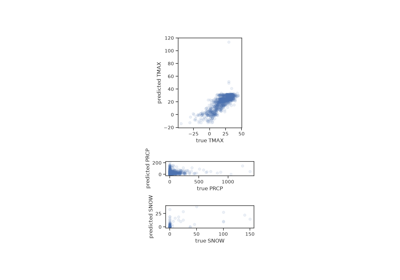 120
100
80
60
40
20
0
−20
predicted TMAX
−25 0 25 50
true TMAX
200
0
predicted PRCP
0 500 1000
true PRCP
25
0
predicted SNOW
0 50 100 150
true SNOW